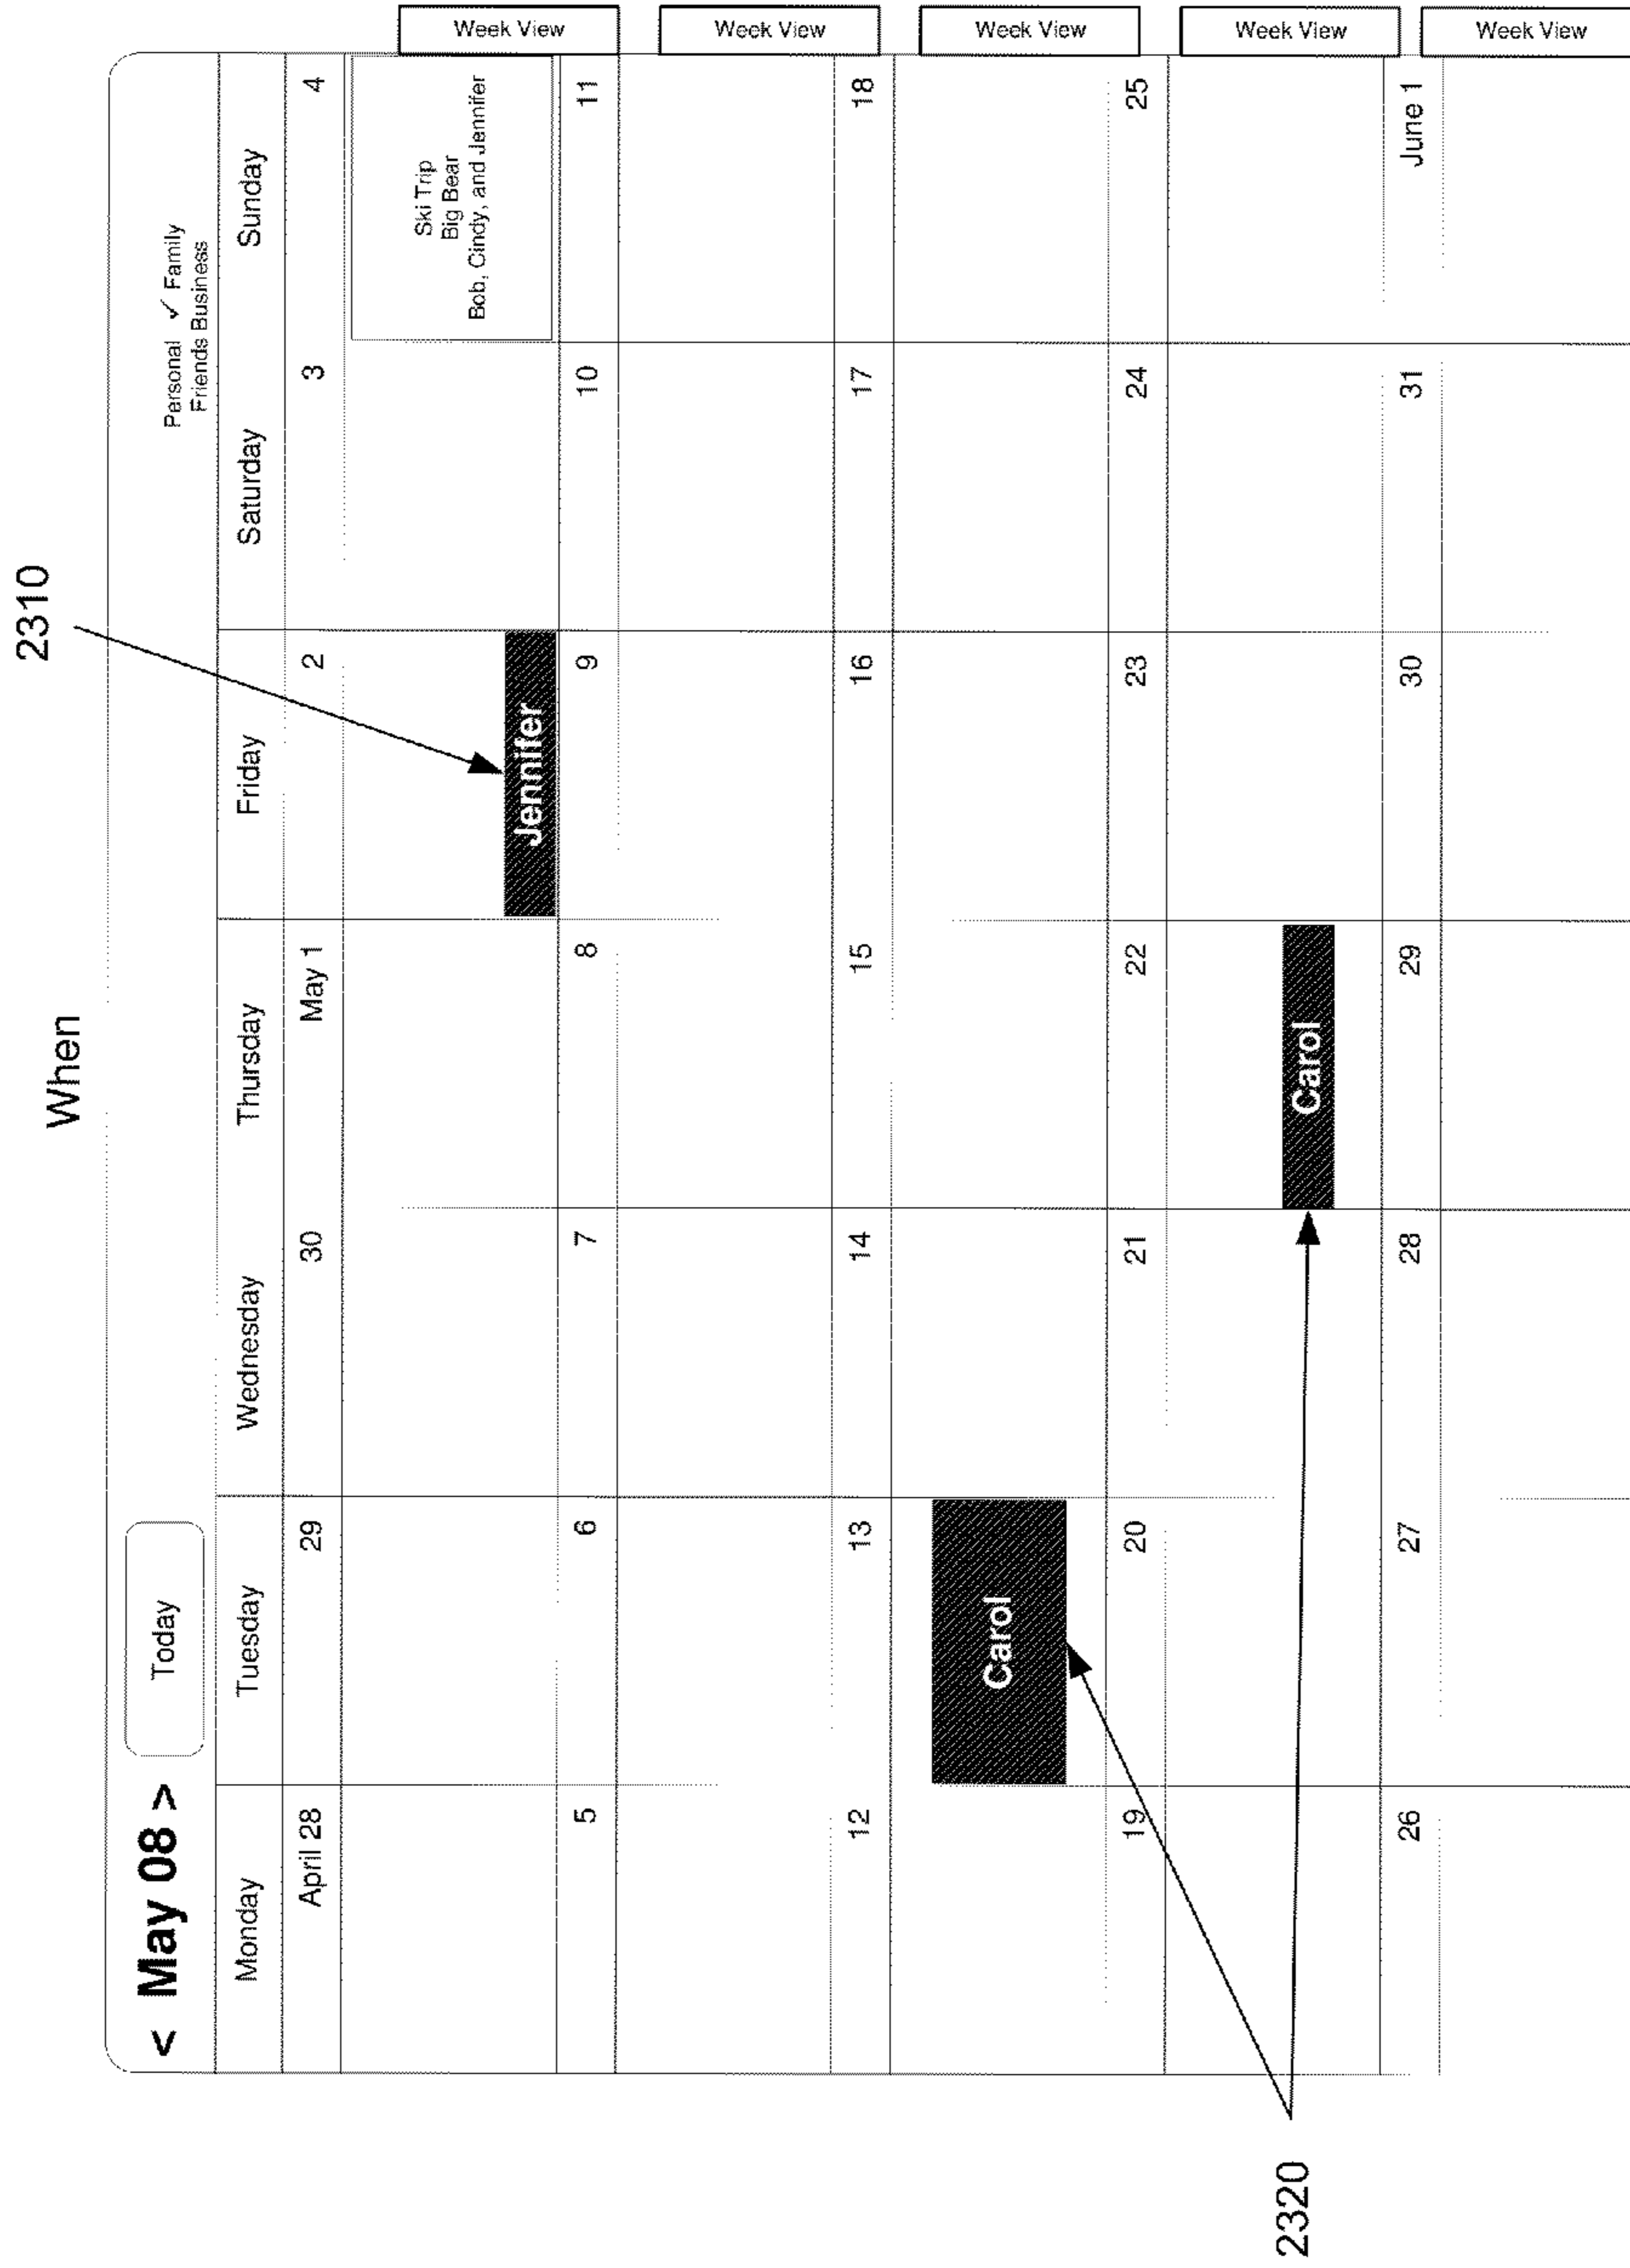 When
2310
< May 08 >
Today
Personal ✓ Family
Friends Business
Monday Tuesday Wednesday Thursday Friday Saturday Sunday
April 28 29 30 May 1 2 3 4
Jennifer
Ski Trip
Big Bear
Bob, Cindy, and Jennifer
Week View
5 6 7 8 9 10 11
Week View
12 13 14 15 16 17 18
Carol
Week View
19 20 21 22 23 24 25
Carol
Week View
26 27 28 29 30 31 June 1
Week View
2320